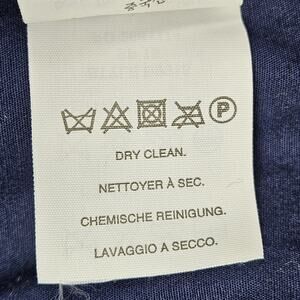 P
DRY CLEAN.
NETTOYER À SEC.
CHEMISCHE REINIGUNG.
LAVAGGIO A SECCO.